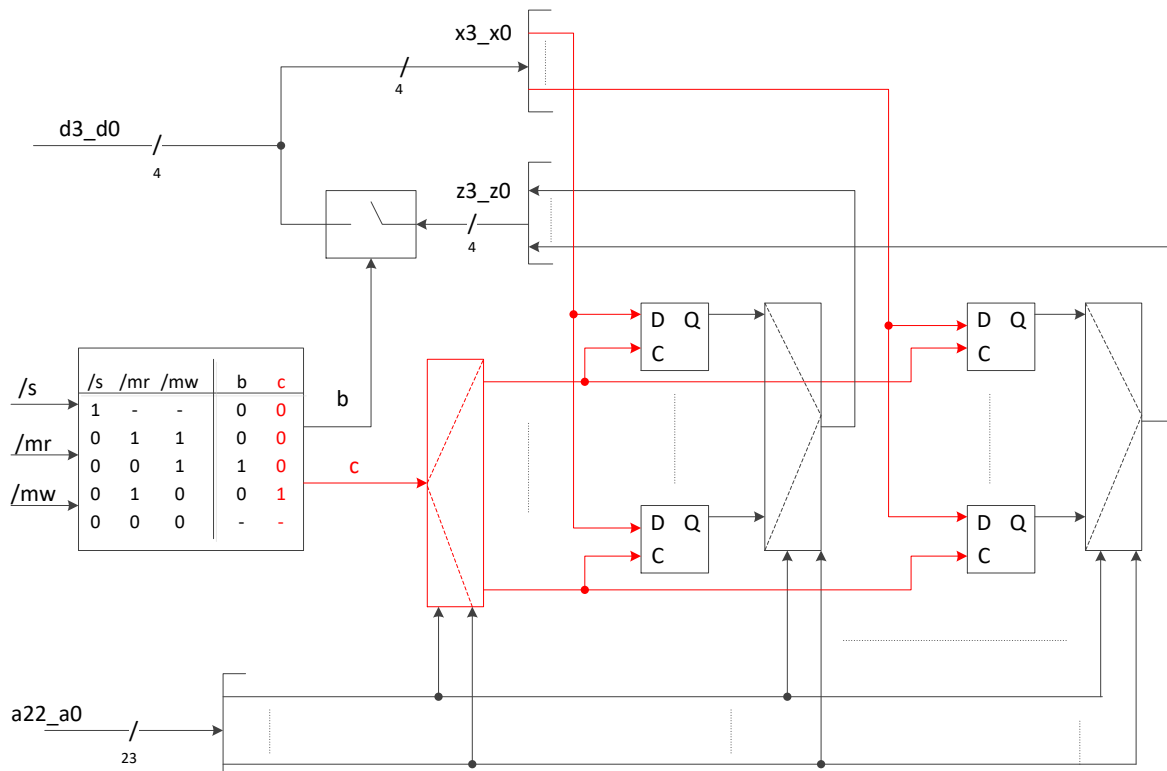 x3_x0
/
4
d3_d0
/
4
z3_z0
/
4
D Q
C
D Q
C
/s /mr /mw b c
1 - - 0 0
0 1 1 0 0
0 0 1 1 0
0 1 0 0 1
0 0 0 - -
/s
/mr
/mw
b
c
D Q
C
D Q
C
a22_a0
/
23